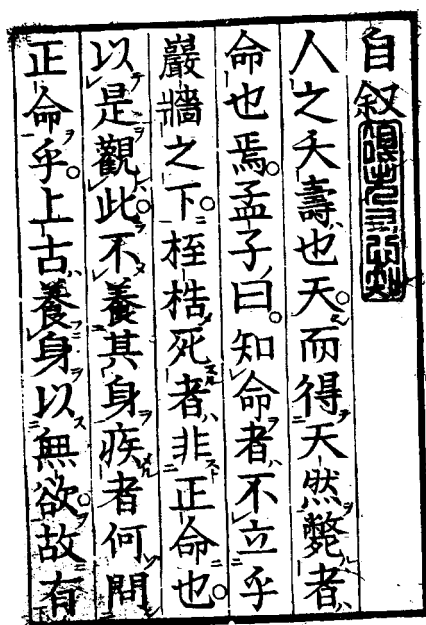 自叙
人之夭壽也天而得天然斃者
命也焉孟子曰知命者不立乎
巖牆之下桎梏死者非正命也
以是觀此不養其身疾者何問
正命乎上古養身以無欲故有